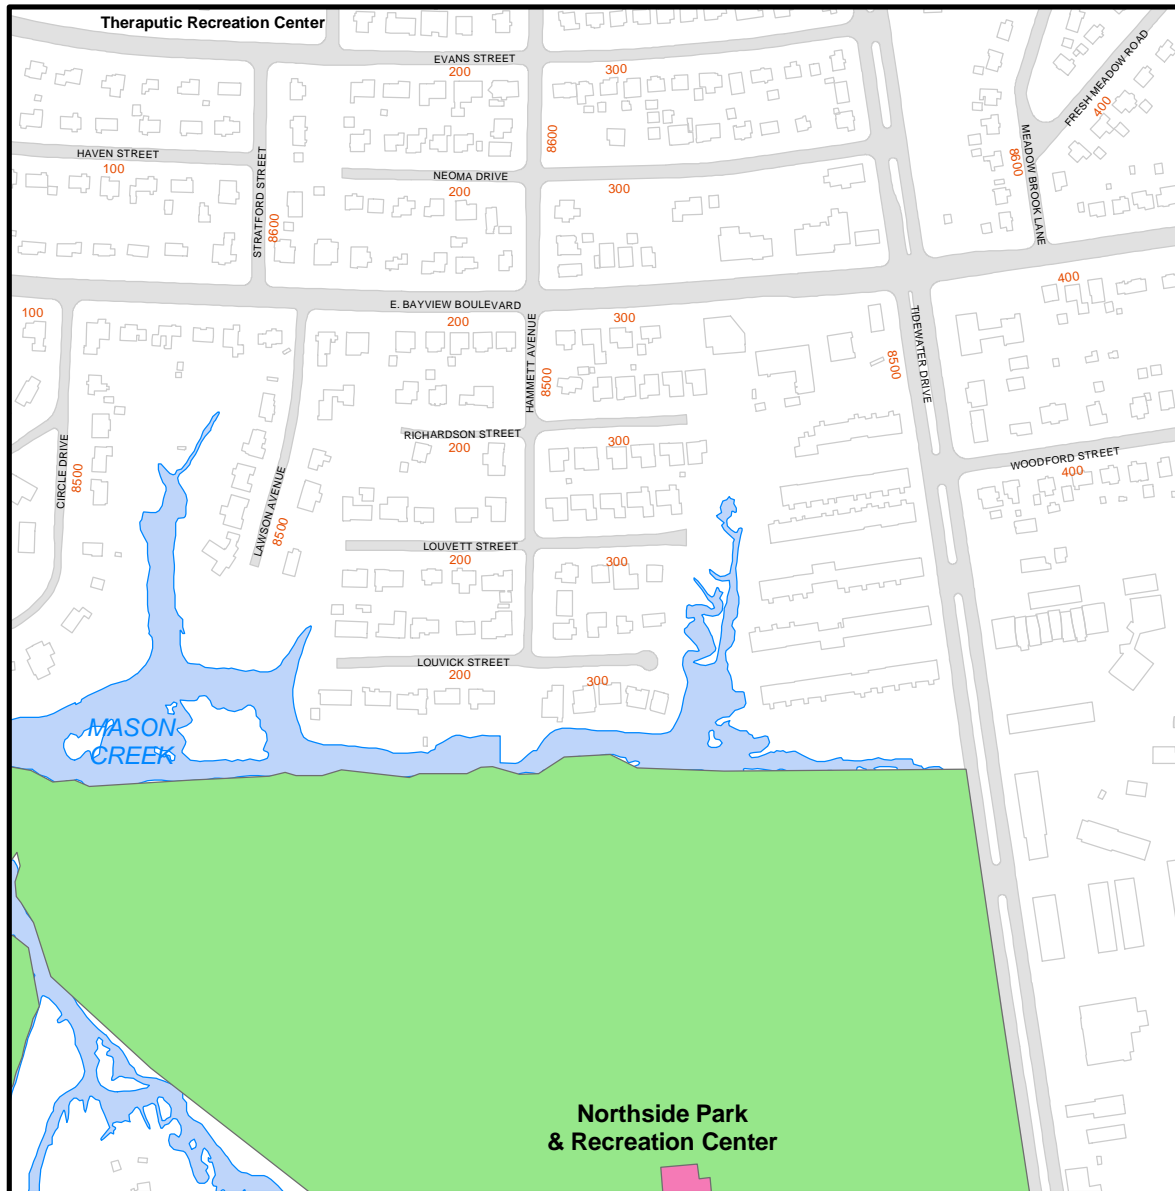 Theraputic Recreation Center
EVANS STREET
200
300
FRESH MEADOW ROAD
400
HAVEN STREET
100
STRATFORD STREET
8600
8600
NEOMA DRIVE
200
300
MEADOW BROOK LANE
8600
E. BAYVIEW BOULEVARD
100
200
300
400
HAMMETT AVENUE
8500
TIDEWATER DRIVE
8500
RICHARDSON STREET
200
300
WOODFORD STREET
400
CIRCLE DRIVE
8500
LAWSON AVENUE
8500
LOUVETT STREET
200
300
LOUVICK STREET
200
300
MASON
CREEK
Northside Park
& Recreation Center